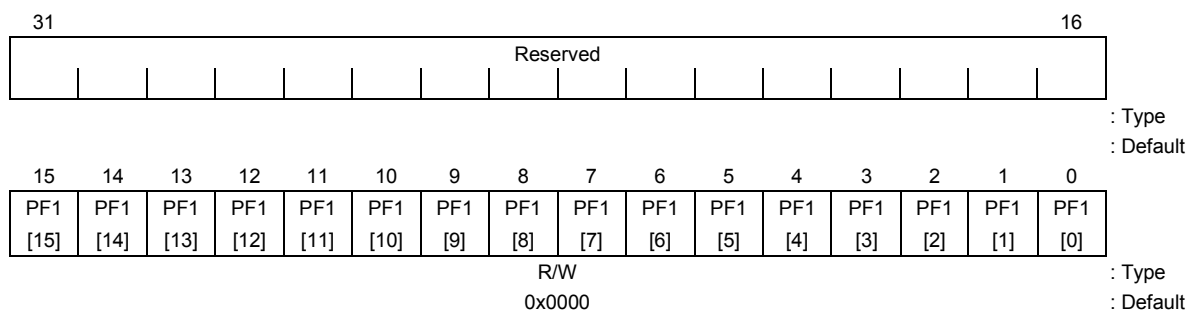 31 16
Reserved
: Type
: Default
15 14 13 12 11 10 9 8 7 6 5 4 3 2 1 0
PF1 PF1 PF1 PF1 PF1 PF1 PF1 PF1 PF1 PF1 PF1 PF1 PF1 PF1 PF1 PF1
[15] [14] [13] [12] [11] [10] [9] [8] [7] [6] [5] [4] [3] [2] [1] [0]
R/W : Type
0x0000 : Default